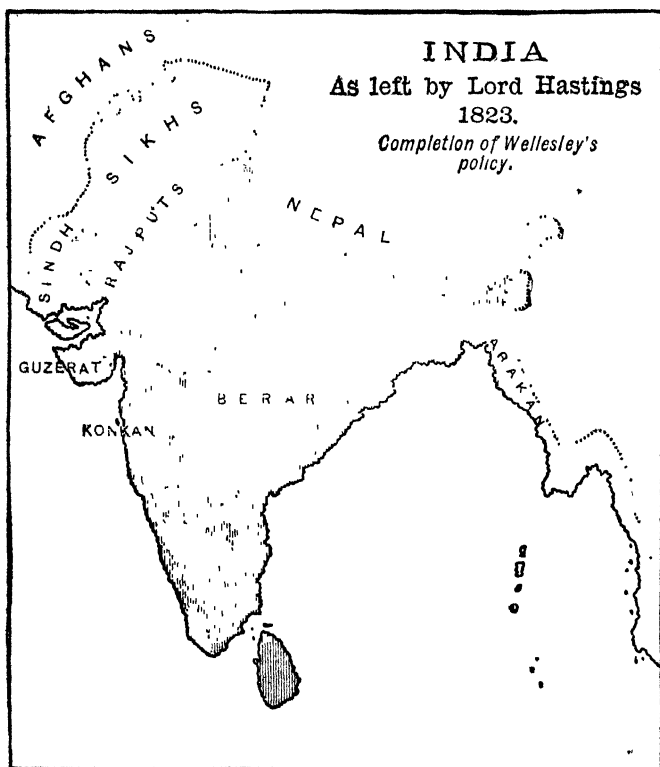 INDIA
As left by Lord Hastings
1823.
Completion of Wellesley's
policy.
AFGHANS
SIKHS
RAJPUTS
SINDH
NEPAL
GUZERAT
BERAR
ARAKAN
KONKAN